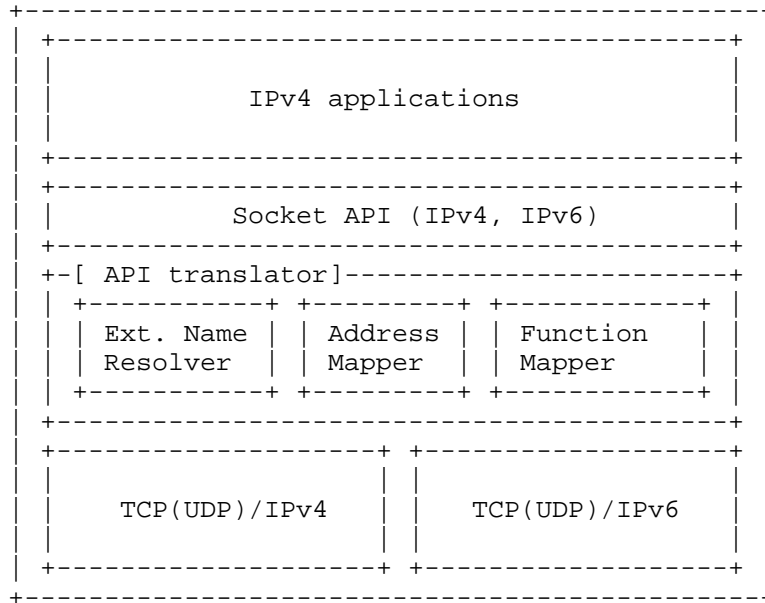 IPv4 applications
Socket API (IPv4, IPv6)
[ API translator]
Ext. Name Address Function
Resolver Mapper Mapper
TCP(UDP)/IPv4 TCP(UDP)/IPv6